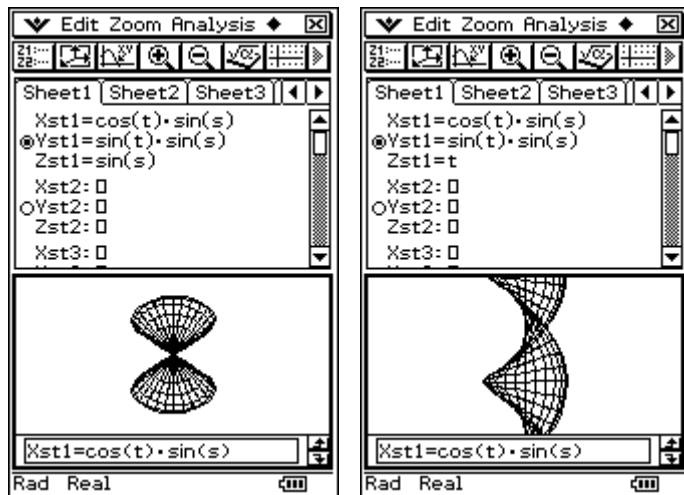 Edit Zoom Analysis
Sheet1 Sheet2 Sheet3
Xst1=cos(t)·sin(s)
Yst1=sin(t)·sin(s)
Zst1=sin(s)
Xst2:
Yst2:
Zst2:
Xst3:
Xst1=cos(t)·sin(s)
Rad Real
Edit Zoom Analysis
Sheet1 Sheet2 Sheet3
Xst1=cos(t)·sin(s)
Yst1=sin(t)·sin(s)
Zst1=t
Xst2:
Yst2:
Zst2:
Xst3:
Xst1=cos(t)·sin(s)
Rad Real